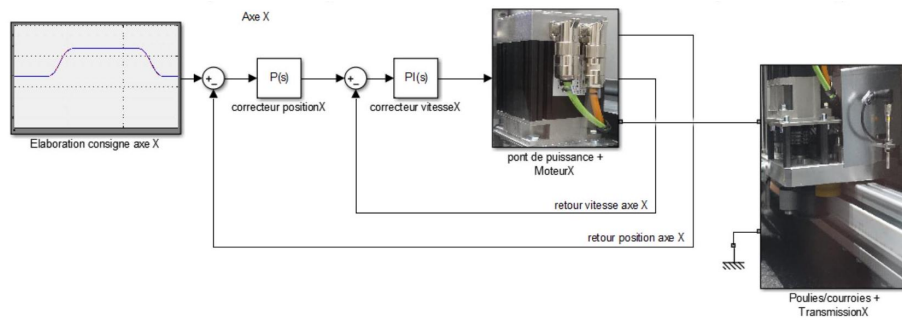 Axe X
P(s)
PI(s)
correcteur positionX
correcteur vitesseX
Elaboration consigne axe X
pont de puissance +
MoteurX
retour vitesse axe X
retour position axe X
Poulies/courroies +
TransmissionX